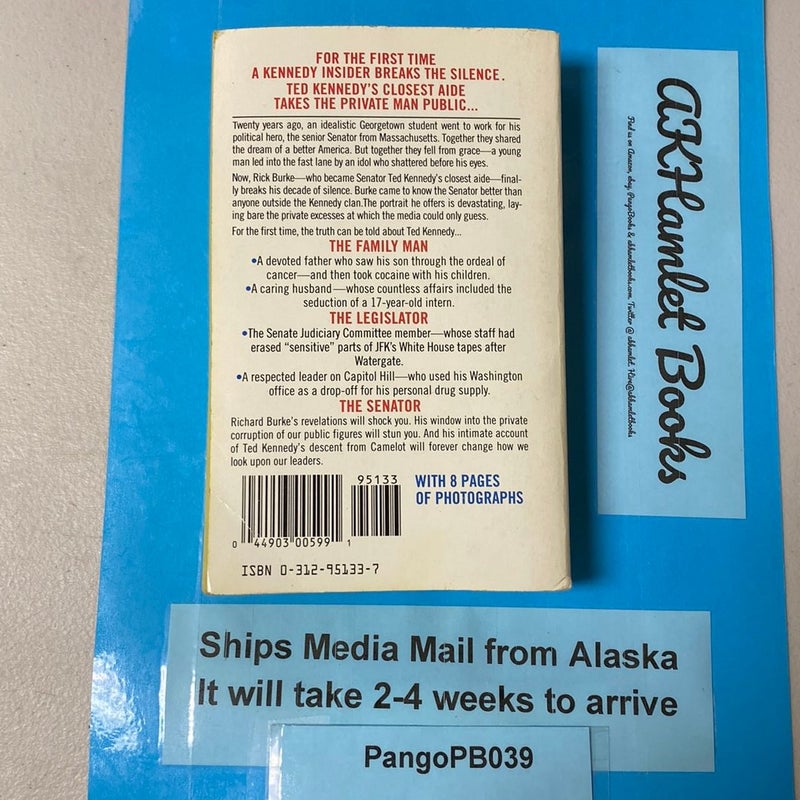 FOR THE FIRST TIME
A KENNEDY INSIDER BREAKS THE SILENCE.
TED KENNEDY'S CLOSEST AIDE
TAKES THE PRIVATE MAN PUBLIC...
Twenty years ago, an idealistic Georgetown student went to work for his
political hero, the senior Senator from Massachusetts. Together they shared
the dream of a better America. But together they fell from grace—a young
man led into the fast lane by an idol who shattered before his eyes.
Now, Rick Burke—who became Senator Ted Kennedy's closest aide—final-
ly breaks his decade of silence. Burke came to know the Senator better than
anyone outside the Kennedy clan.The portrait he offers is devastating, lay-
ing bare the private excesses at which the media could only guess.
For the first time, the truth can be told about Ted Kennedy...
THE FAMILY MAN
•A devoted father who saw his son through the ordeal of
cancer—and then took cocaine with his children.
•A caring husband—whose countless affairs included the
seduction of a 17-year-old intern.
THE LEGISLATOR
•The Senate Judiciary Committee member—whose staff had
erased “sensitive” parts of JFK's White House tapes after
Watergate.
•A respected leader on Capitol Hill—who used his Washington
office as a drop-off for his personal drug supply.
THE SENATOR
Richard Burke's revelations will shock you. His window into the private
corruption of our public figures will stun you. And his intimate account
of Ted Kennedy's descent from Camelot will forever change how we
look upon our leaders.
95133
WITH 8 PAGES
OF PHOTOGRAPHS
0 44903 00599 1
ISBN 0-312-95133-7
AKHamlet Books
Find us on Amazon, ebay, PangoBooks & akhamletbooks.com, Twitter @ akhamlet, Hive@akhamletbooks
Ships Media Mail from Alaska
It will take 2-4 weeks to arrive
PangoPB039